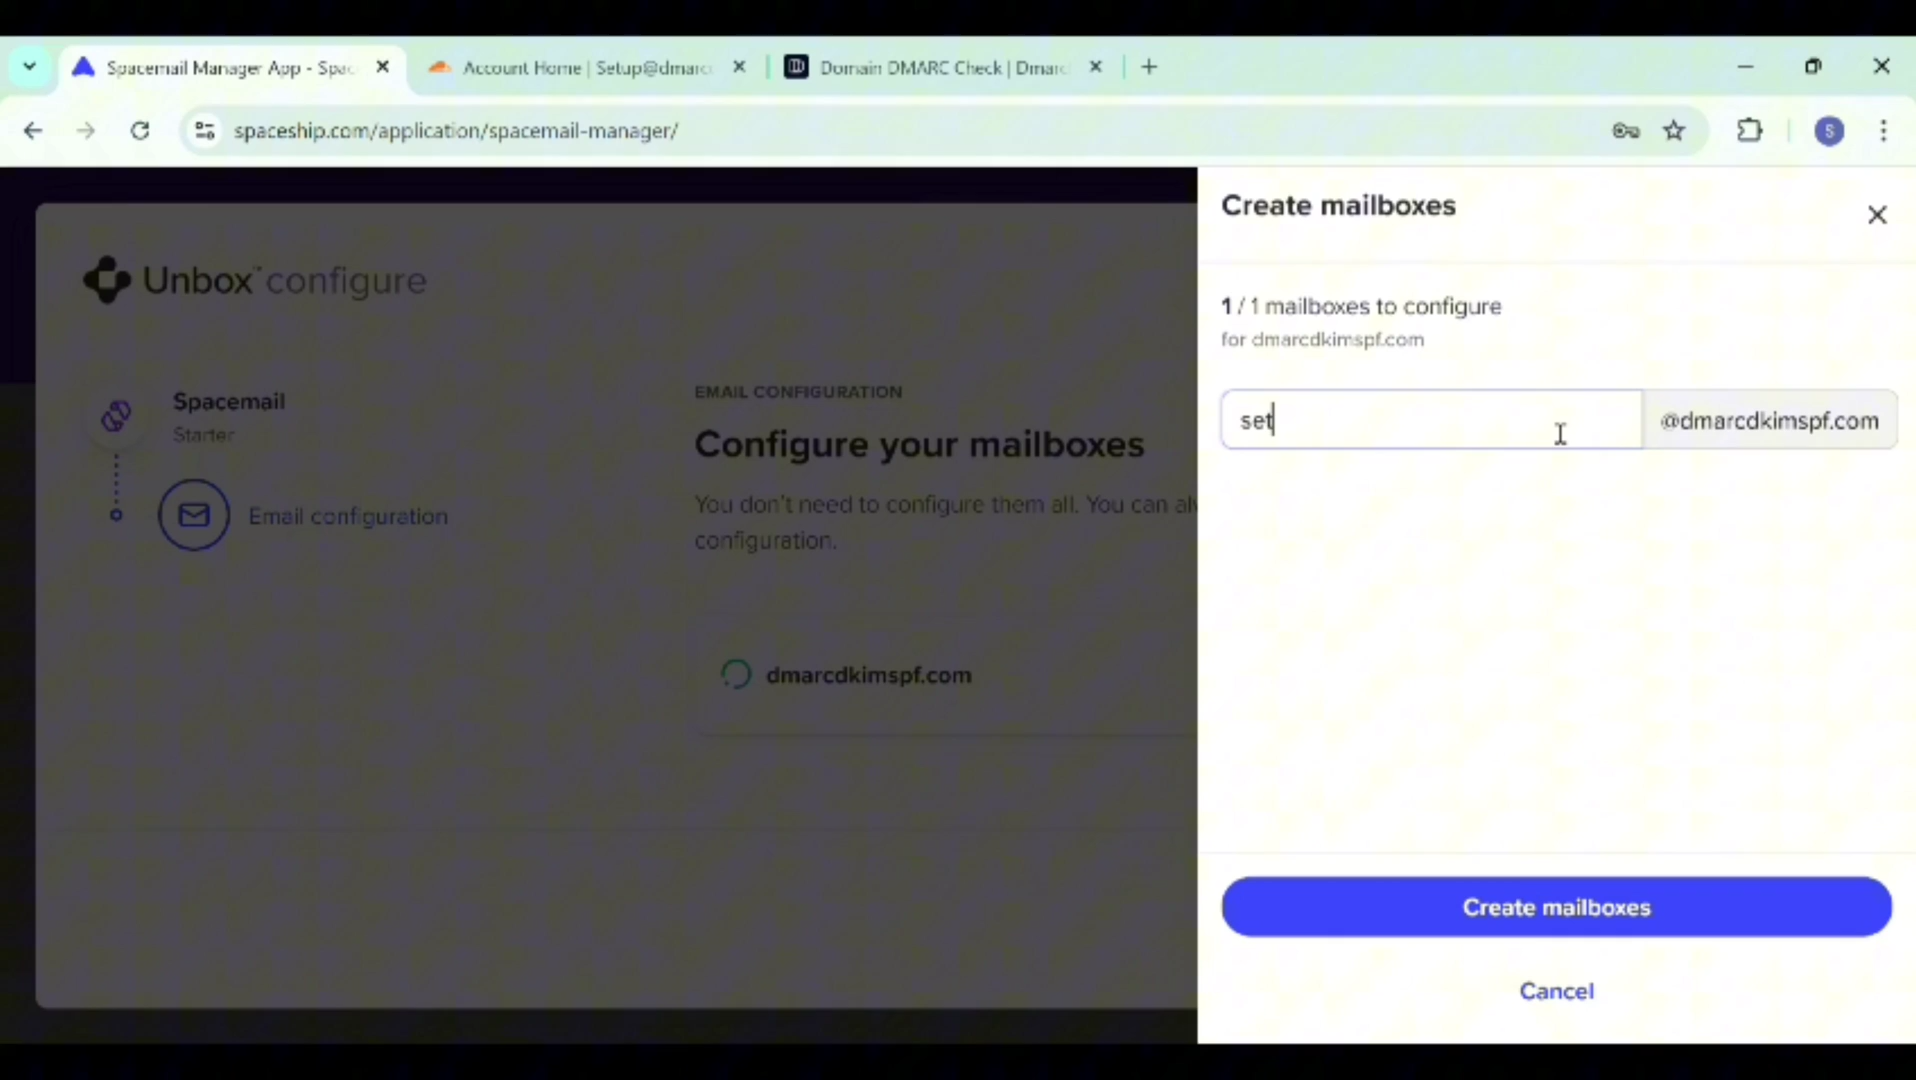 Spacemail Manager App - Spac
Account Home | Setup@dmarc
Domain DMARC Check | Dmarc
spaceship.com/application/spacemail-manager/
S
Unbox™ configure
Spacemail
Starter
Email configuration
EMAIL CONFIGURATION
Configure your mailboxes
You don't need to configure them all. You can al
configuration.
dmarcdkimspf.com
Create mailboxes
1 / 1 mailboxes to configure
for dmarcdkimspf.com
set
@dmarcdkimspf.com
Create mailboxes
Cancel